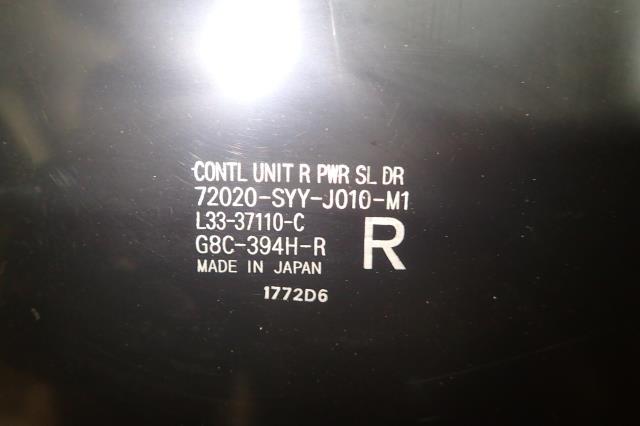 CONTL UNIT R PWR SL DR
72020-SYY-J010-M1
L33-37110-C
G8C-394H-R
R
MADE IN JAPAN
1772D6